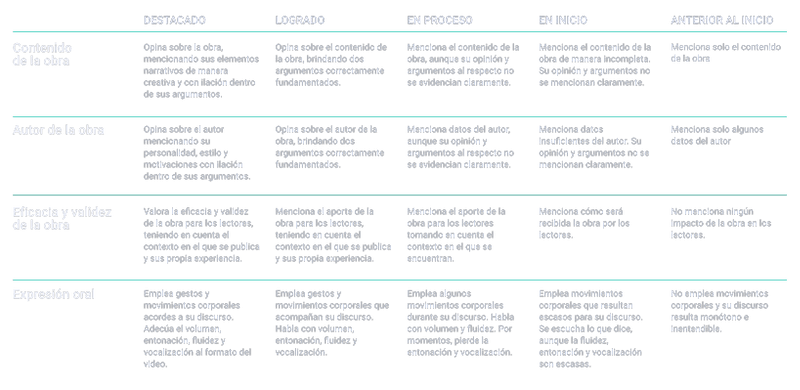 DESTACADO
LOGRADO
EN PROCESO
EN INICIO
ANTERIOR AL INICIO
Contenido
de la obra
Opina sobre la obra,
mencionando sus elementos
narrativos de manera
creativa y con ilación dentro
de sus argumentos.
Opina sobre el contenido de
la obra, brindando dos
argumentos correctamente
fundamentados.
Menciona el contenido de la
obra, aunque su opinión y
argumentos al respecto no
se evidencian claramente.
Menciona el contenido de la
obra de manera incompleta.
Su opinión y argumentos no
se mencionan claramente.
Menciona solo el contenido
de la obra
Autor de la obra
Opina sobre el autor
mencionando su
personalidad, estilo y
motivaciones con ilación
dentro de sus argumentos.
Opina sobre el autor de la
obra, brindando dos
argumentos correctamente
fundamentados.
Menciona datos del autor,
aunque su opinión y
argumentos al respecto no
se evidencian claramente.
Menciona datos
insuficientes del autor. Su
opinión y argumentos no se
mencionan claramente.
Menciona solo algunos
datos del autor
Eficacia y validez
de la obra
Valora la eficacia y validez
de la obra para los lectores,
teniendo en cuenta el
contexto en el que se publica
y sus propia experiencia.
Menciona el aporte de la
obra para los lectores,
teniendo en cuenta el
contexto en el que se publica
y sus propia experiencia.
Menciona el aporte de la
obra para los lectores
tomando en cuenta el
contexto en el que se
encuentran.
Menciona cómo será
recibida la obra por los
lectores.
No menciona ningún
impacto de la obra en los
lectores.
Expresión oral
Emplea gestos y
movimientos corporales
acordes a su discurso.
Adecúa el volumen,
entonación, fluidez y
vocalización al formato del
video.
Emplea gestos y
movimientos corporales que
acompañan su discurso.
Habla con volumen,
entonación, fluidez y
vocalización.
Emplea algunos
movimientos corporales
durante su discurso. Habla
con volumen y fluidez. Por
momentos, pierde la
entonación y vocalización.
Emplea movimientos
corporales que resultan
escasos para su discurso.
Se escucha lo que dice,
aunque la fluidez,
entonación y vocalización
son escasas.
No emplea movimientos
corporales y su discurso
resulta monótono e
inentendible.